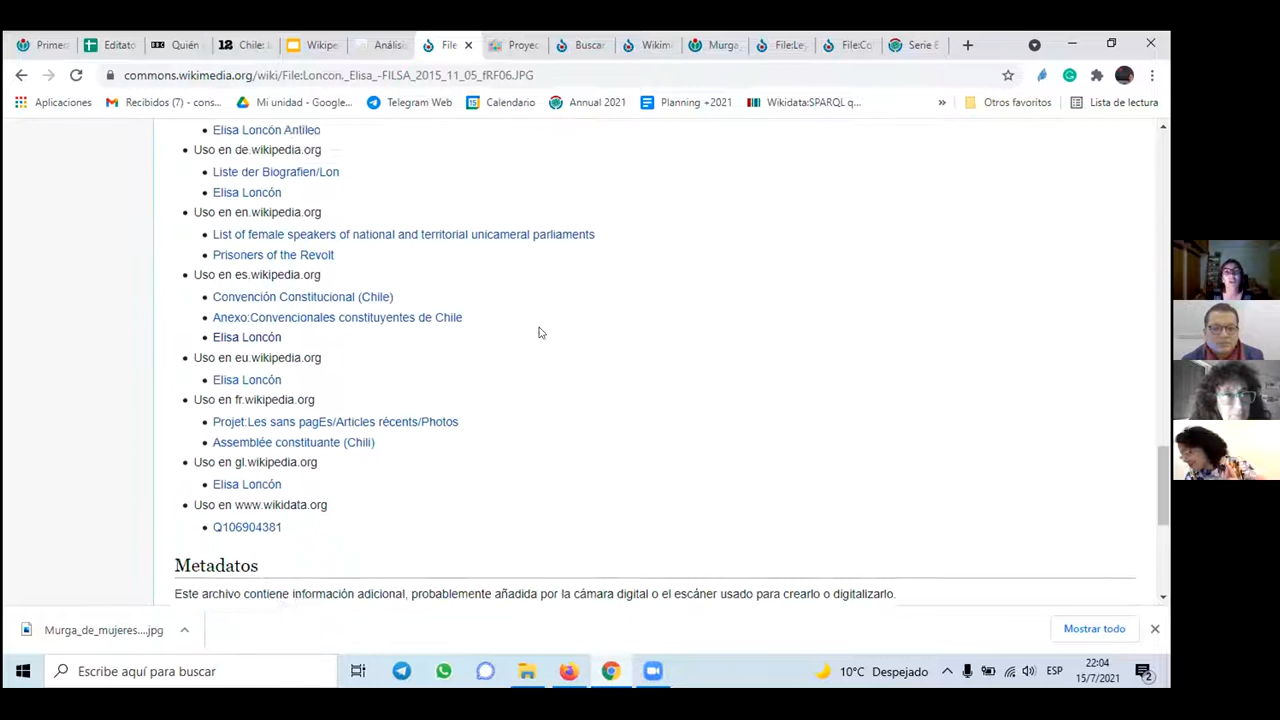 Primer
Editato
Quién
Chile: l
Wikipe
Análisi
File
Proyec
Buscar
Wikim
Murga_
File:Ley
File:Co
Serie E
commons.wikimedia.org/wiki/File:Loncon,_Elisa_-FILSA_2015_11_05_fRF06.JPG
Aplicaciones
Recibidos (7) - cons...
Mi unidad - Google...
Telegram Web
Calendario
Annual 2021
Planning +2021
Wikidata:SPARQL q...
»
Otros favoritos
Lista de lectura
Elisa Loncón Antileo
Uso en de.wikipedia.org
Liste der Biografien/Lon
Elisa Loncón
Uso en en.wikipedia.org
List of female speakers of national and territorial unicameral parliaments
Prisoners of the Revolt
Uso en es.wikipedia.org
Convención Constitucional (Chile)
Anexo:Convencionales constituyentes de Chile
Elisa Loncón
Uso en eu.wikipedia.org
Elisa Loncón
Uso en fr.wikipedia.org
Projet:Les sans pagEs/Articles récents/Photos
Assemblée constituante (Chili)
Uso en gl.wikipedia.org
Elisa Loncón
Uso en www.wikidata.org
Q106904381
Metadatos
Este archivo contiene información adicional, probablemente añadida por la cámara digital o el escáner usado para crearlo o digitalizarlo.
Murga_de_mujeres....jpg
Mostrar todo
Escribe aquí para buscar
10°C Despejado
ESP
22:04
15/7/2021
2